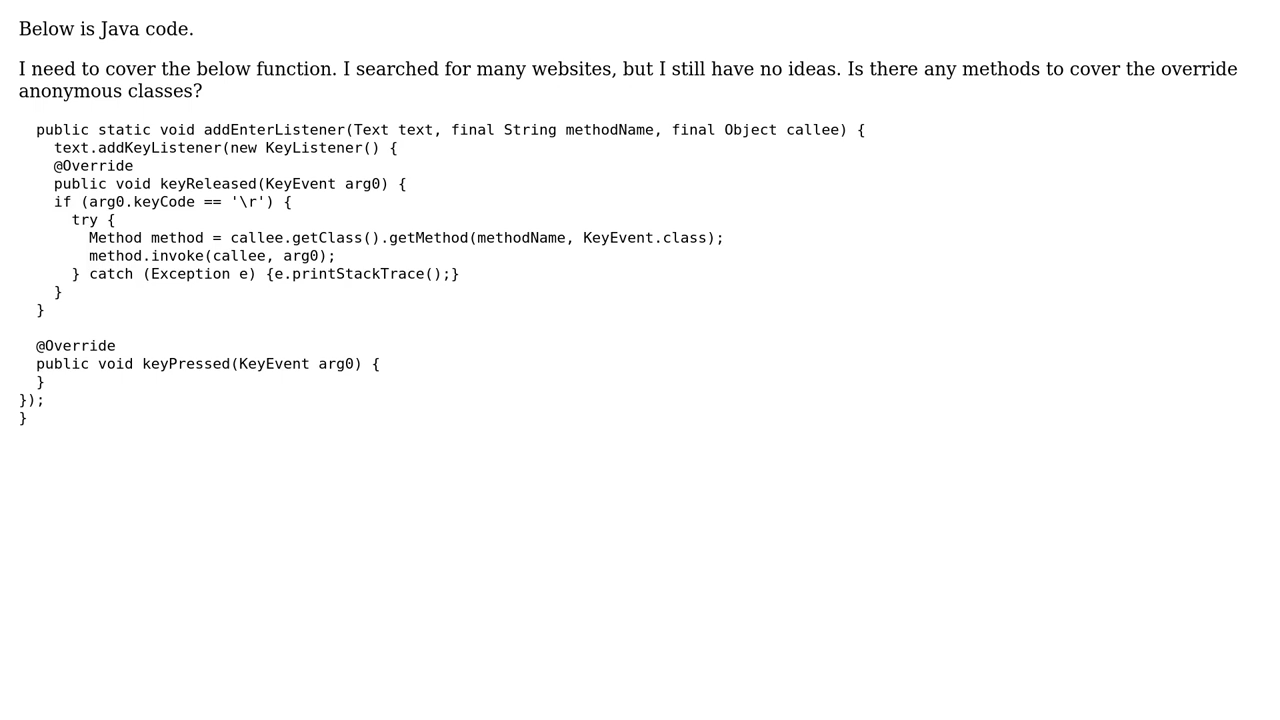 Below is Java code.
I need to cover the below function. I searched for many websites, but I still have no ideas. Is there any methods to cover the override
anonymous classes?
  public static void addEnterListener(Text text, final String methodName, final Object callee) {
    text.addKeyListener(new KeyListener() {
    @Override
    public void keyReleased(KeyEvent arg0) {
    if (arg0.keyCode == '\r') {
      try {
        Method method = callee.getClass().getMethod(methodName, KeyEvent.class);
        method.invoke(callee, arg0);
      } catch (Exception e) {e.printStackTrace();}
    }
  }
  @Override
  public void keyPressed(KeyEvent arg0) {
  }
});
}